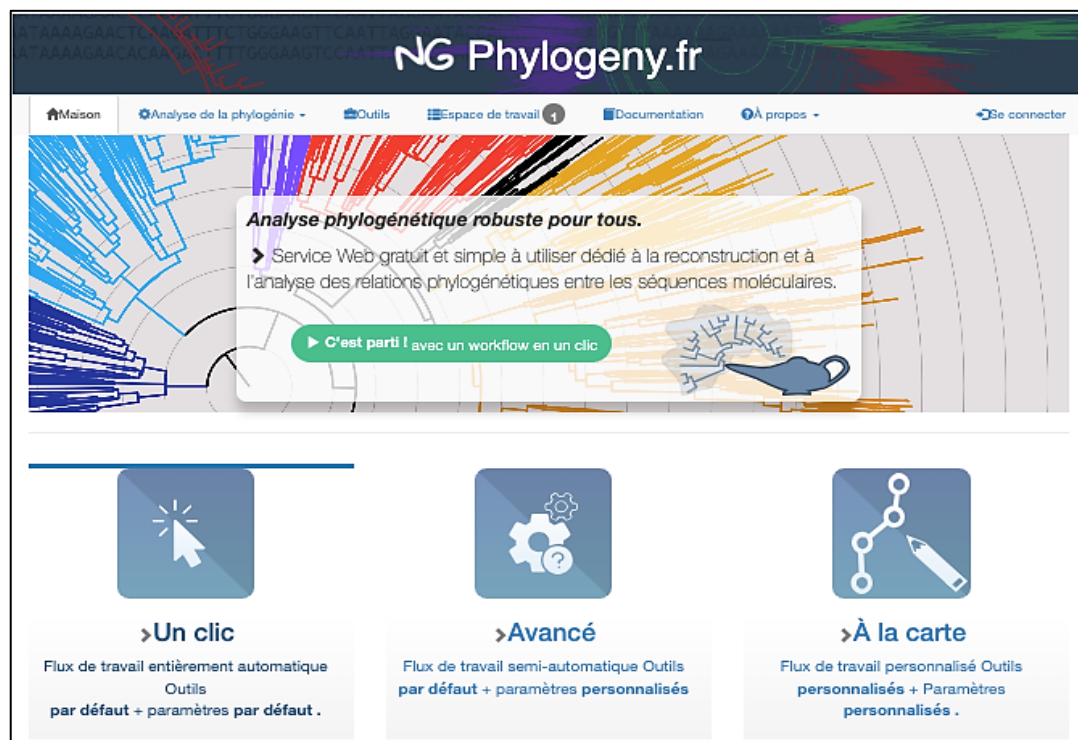 NG Phylogeny.fr
Maison Analyse de la phylogénie Outils Espace de travail 1 Documentation À propos Se connecter
Analyse phylogénétique robuste pour tous.
Service Web gratuit et simple à utiliser dédié à la reconstruction et à
l'analyse des relations phylogénétiques entre les séquences moléculaires.
C'est parti ! avec un workflow en un clic
Un clic
Flux de travail entièrement automatique
Outils
par défaut + paramètres par défaut .
Avancé
Flux de travail semi-automatique Outils
par défaut + paramètres personnalisés
À la carte
Flux de travail personnalisé Outils
personnalisés + Paramètres
personnalisés .